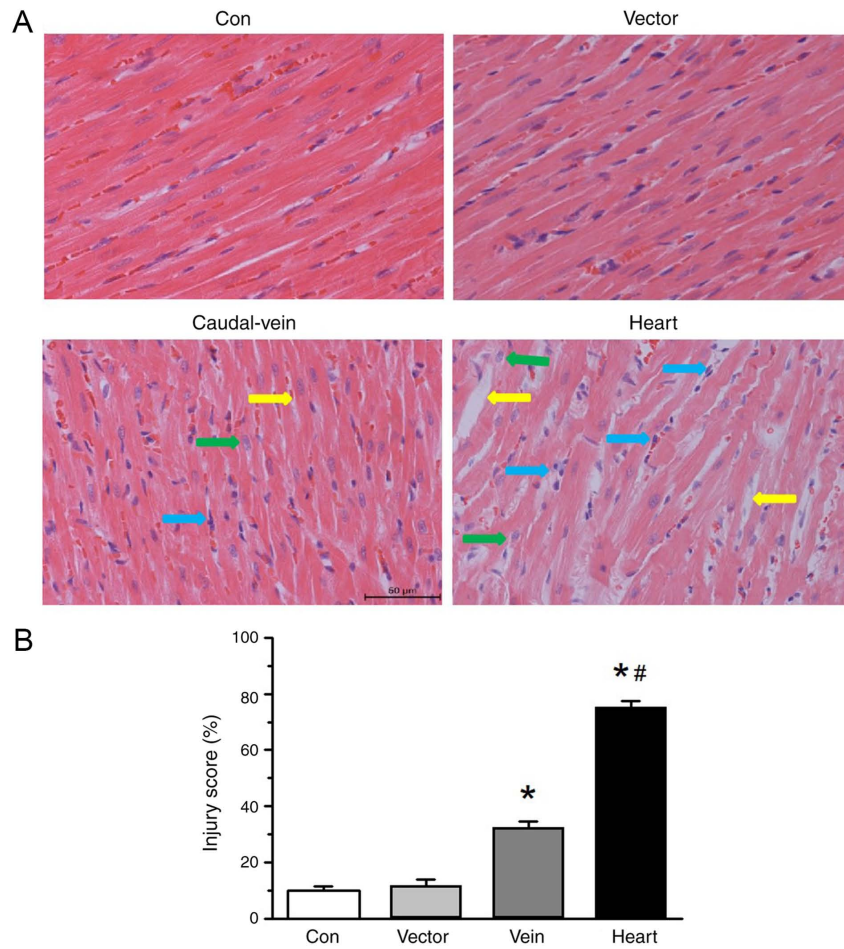 A
Con
Vector
Caudal-vein
Heart
50 µm
B
Injury score (%)
100
80
60
40
20
0
*
* #
Con
Vector
Vein
Heart